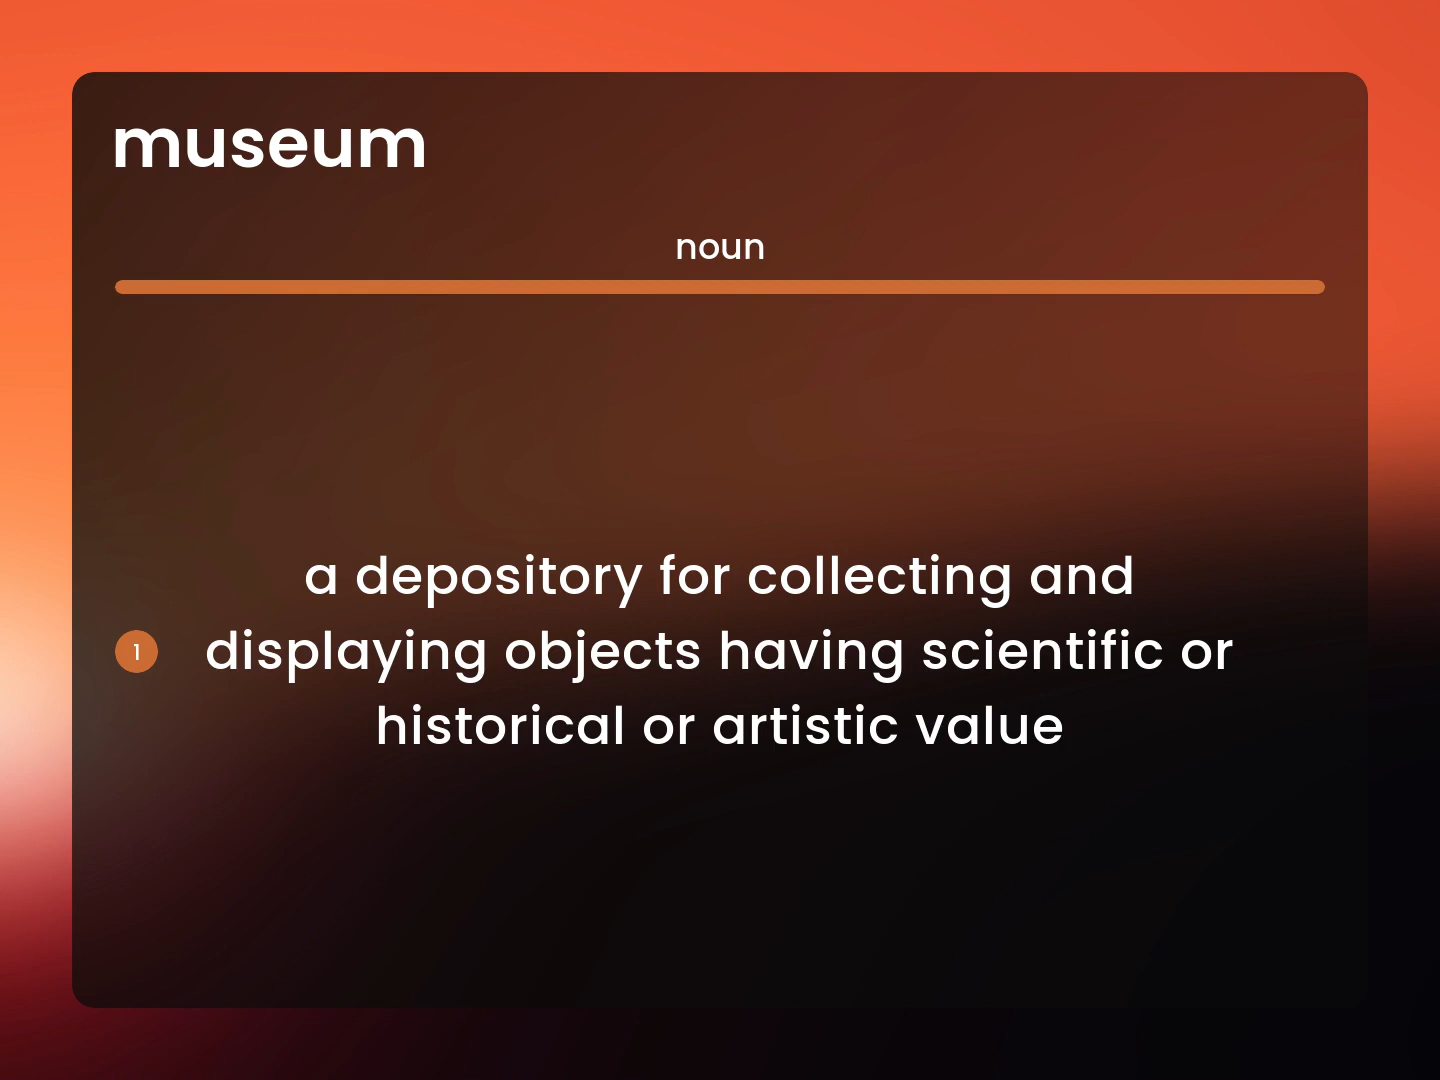 museum
noun
a depository for collecting and
1 displaying objects having scientific or
historical or artistic value